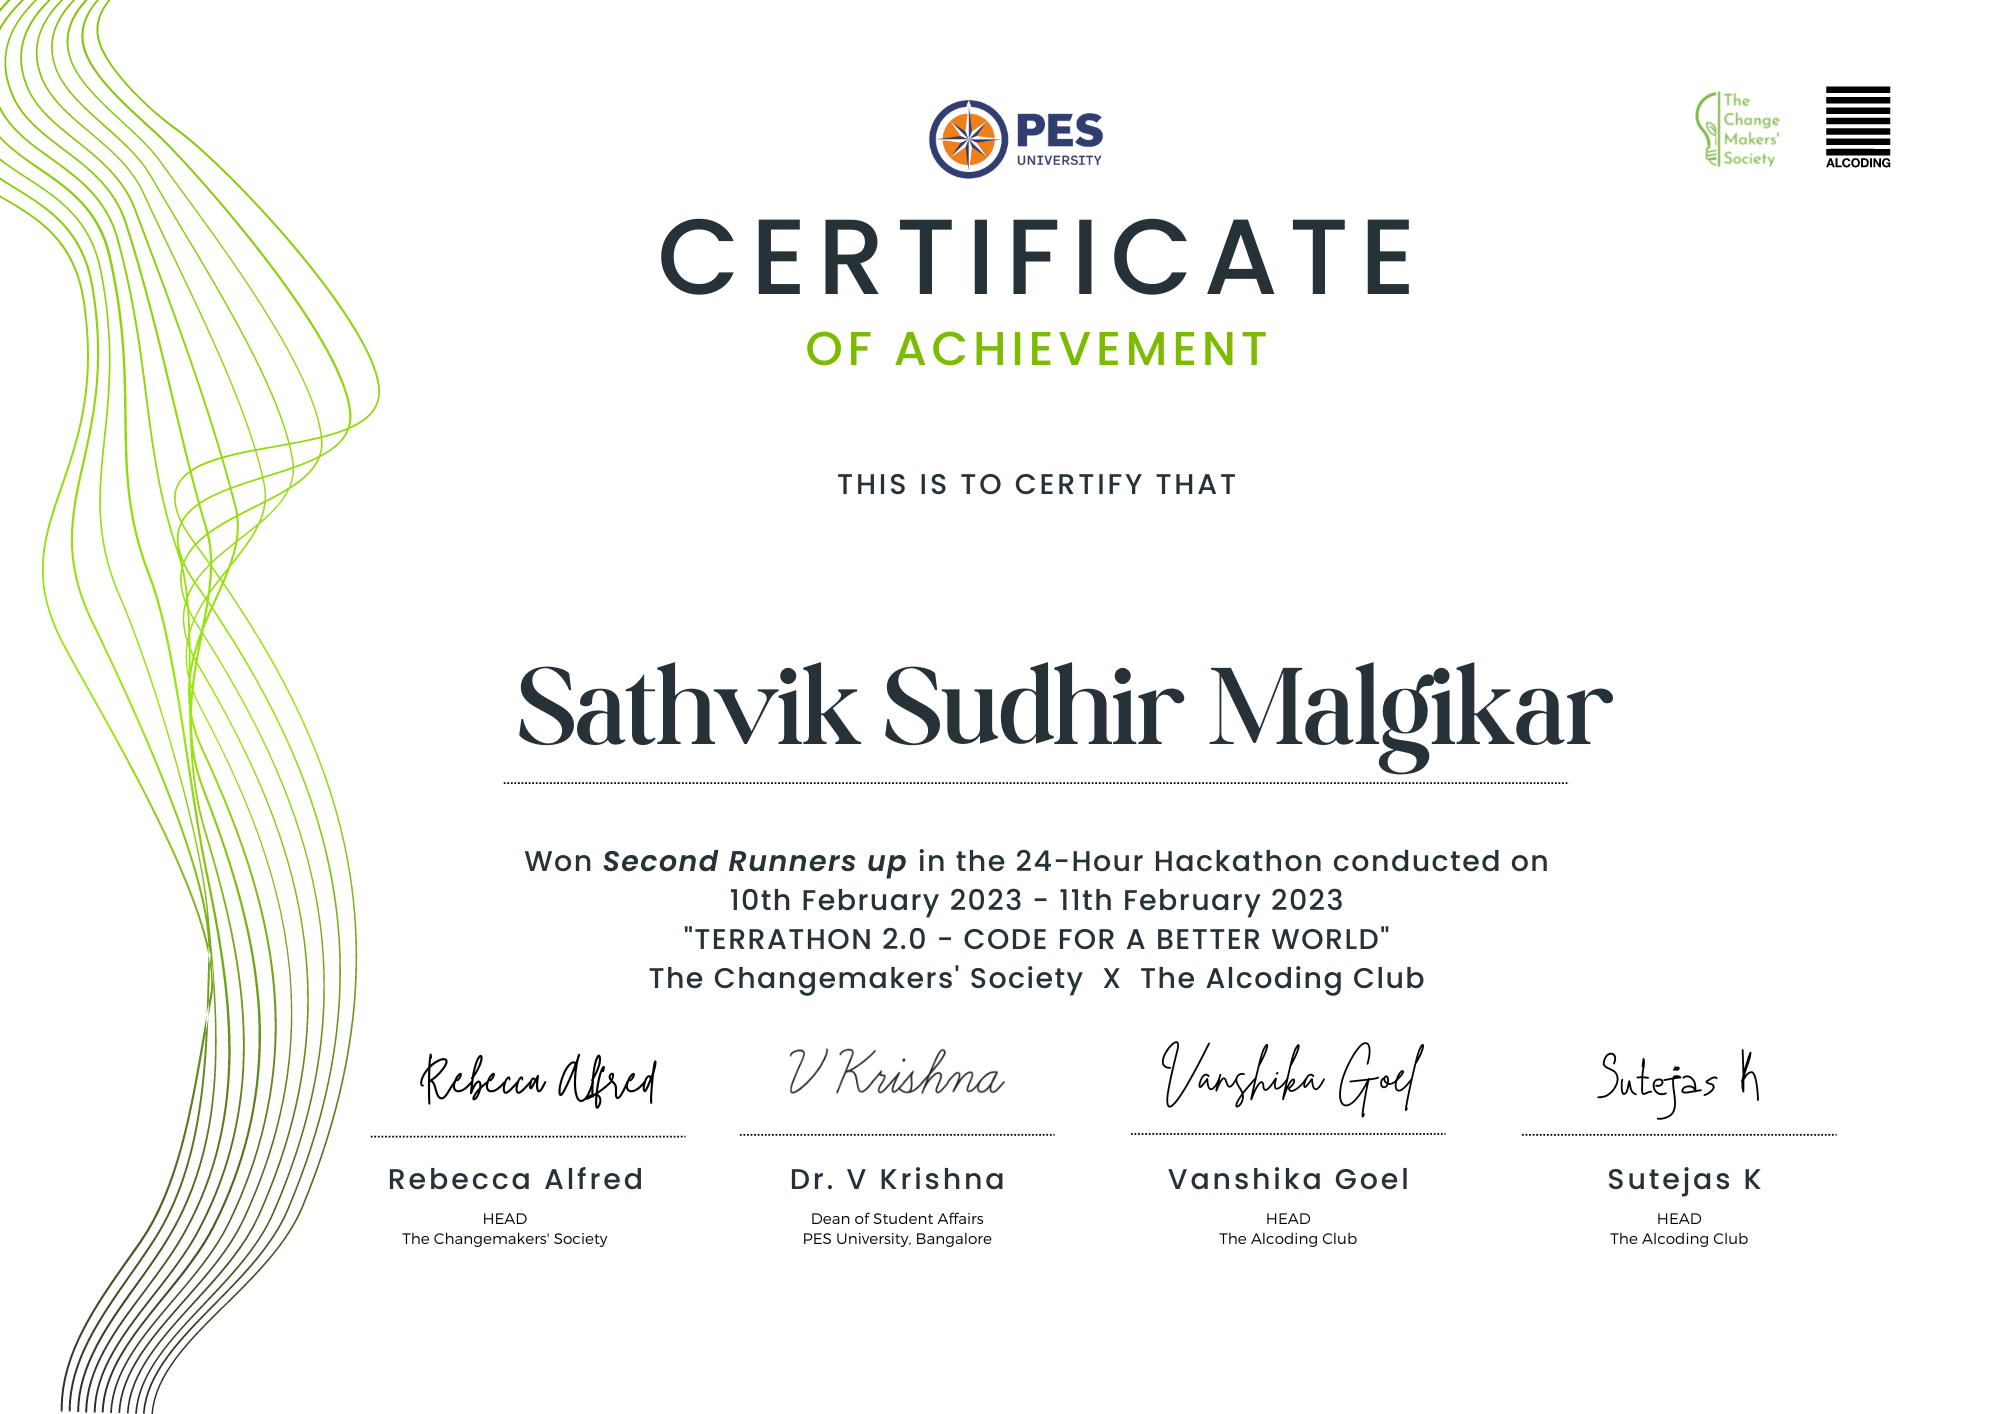 PES
UNIVERSITY
The
Change
Makers'
Society
ALCODING
CERTIFICATE
OF ACHIEVEMENT
THIS IS TO CERTIFY THAT
Sathvik Sudhir Malgikar
Won Second Runners up in the 24-Hour Hackathon conducted on
10th February 2023 - 11th February 2023
"TERRATHON 2.0 - CODE FOR A BETTER WORLD"
The Changemakers' Society X The Alcoding Club
Rebecca Alfred
V Krishna
Vanshika Goel
Sutejas K
Rebecca Alfred
HEAD
The Changemakers' Society
Dr. V Krishna
Dean of Student Affairs
PES University, Bangalore
Vanshika Goel
HEAD
The Alcoding Club
Sutejas K
HEAD
The Alcoding Club